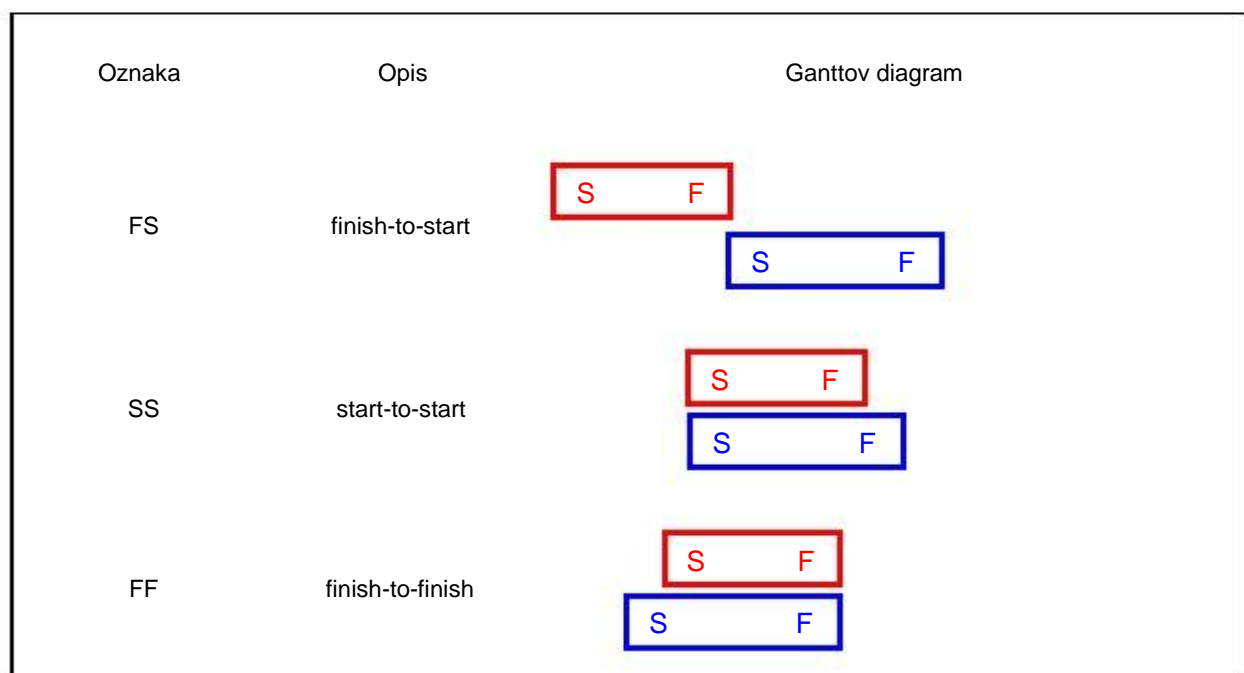 Oznaka Opis Ganttov diagram
S F
FS finish-to-start
S F
S F
SS start-to-start
S F
S F
FF finish-to-finish
S F